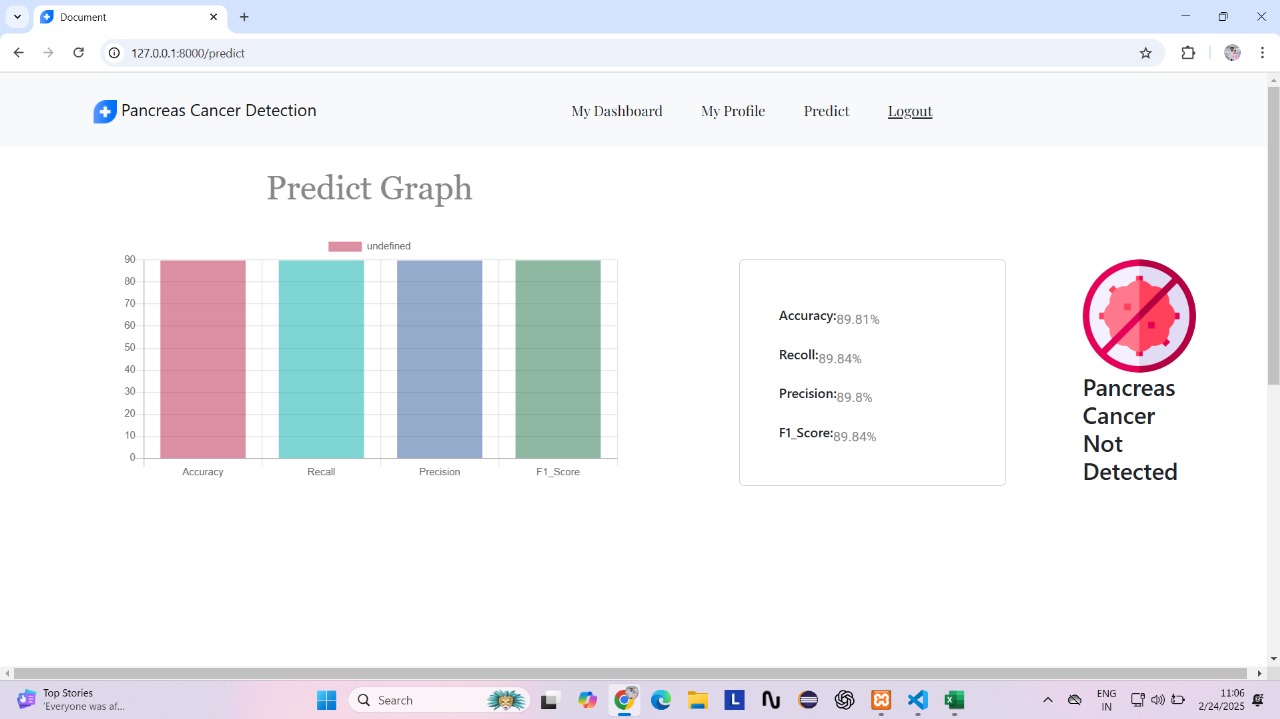 Document
127.0.0.1:8000/predict
Pancreas Cancer Detection
My Dashboard
My Profile
Predict
Logout
Predict Graph
undefined
90
80
70
60
50
40
30
20
10
0
Accuracy
Recall
Precision
F1_Score
Accuracy:89.81%
Recoll:89.84%
Precision:89.8%
F1_Score:89.84%
Pancreas
Cancer
Not
Detected
Top Stories
'Everyone was af...
Search
ENG
IN
11:06
2/24/2025